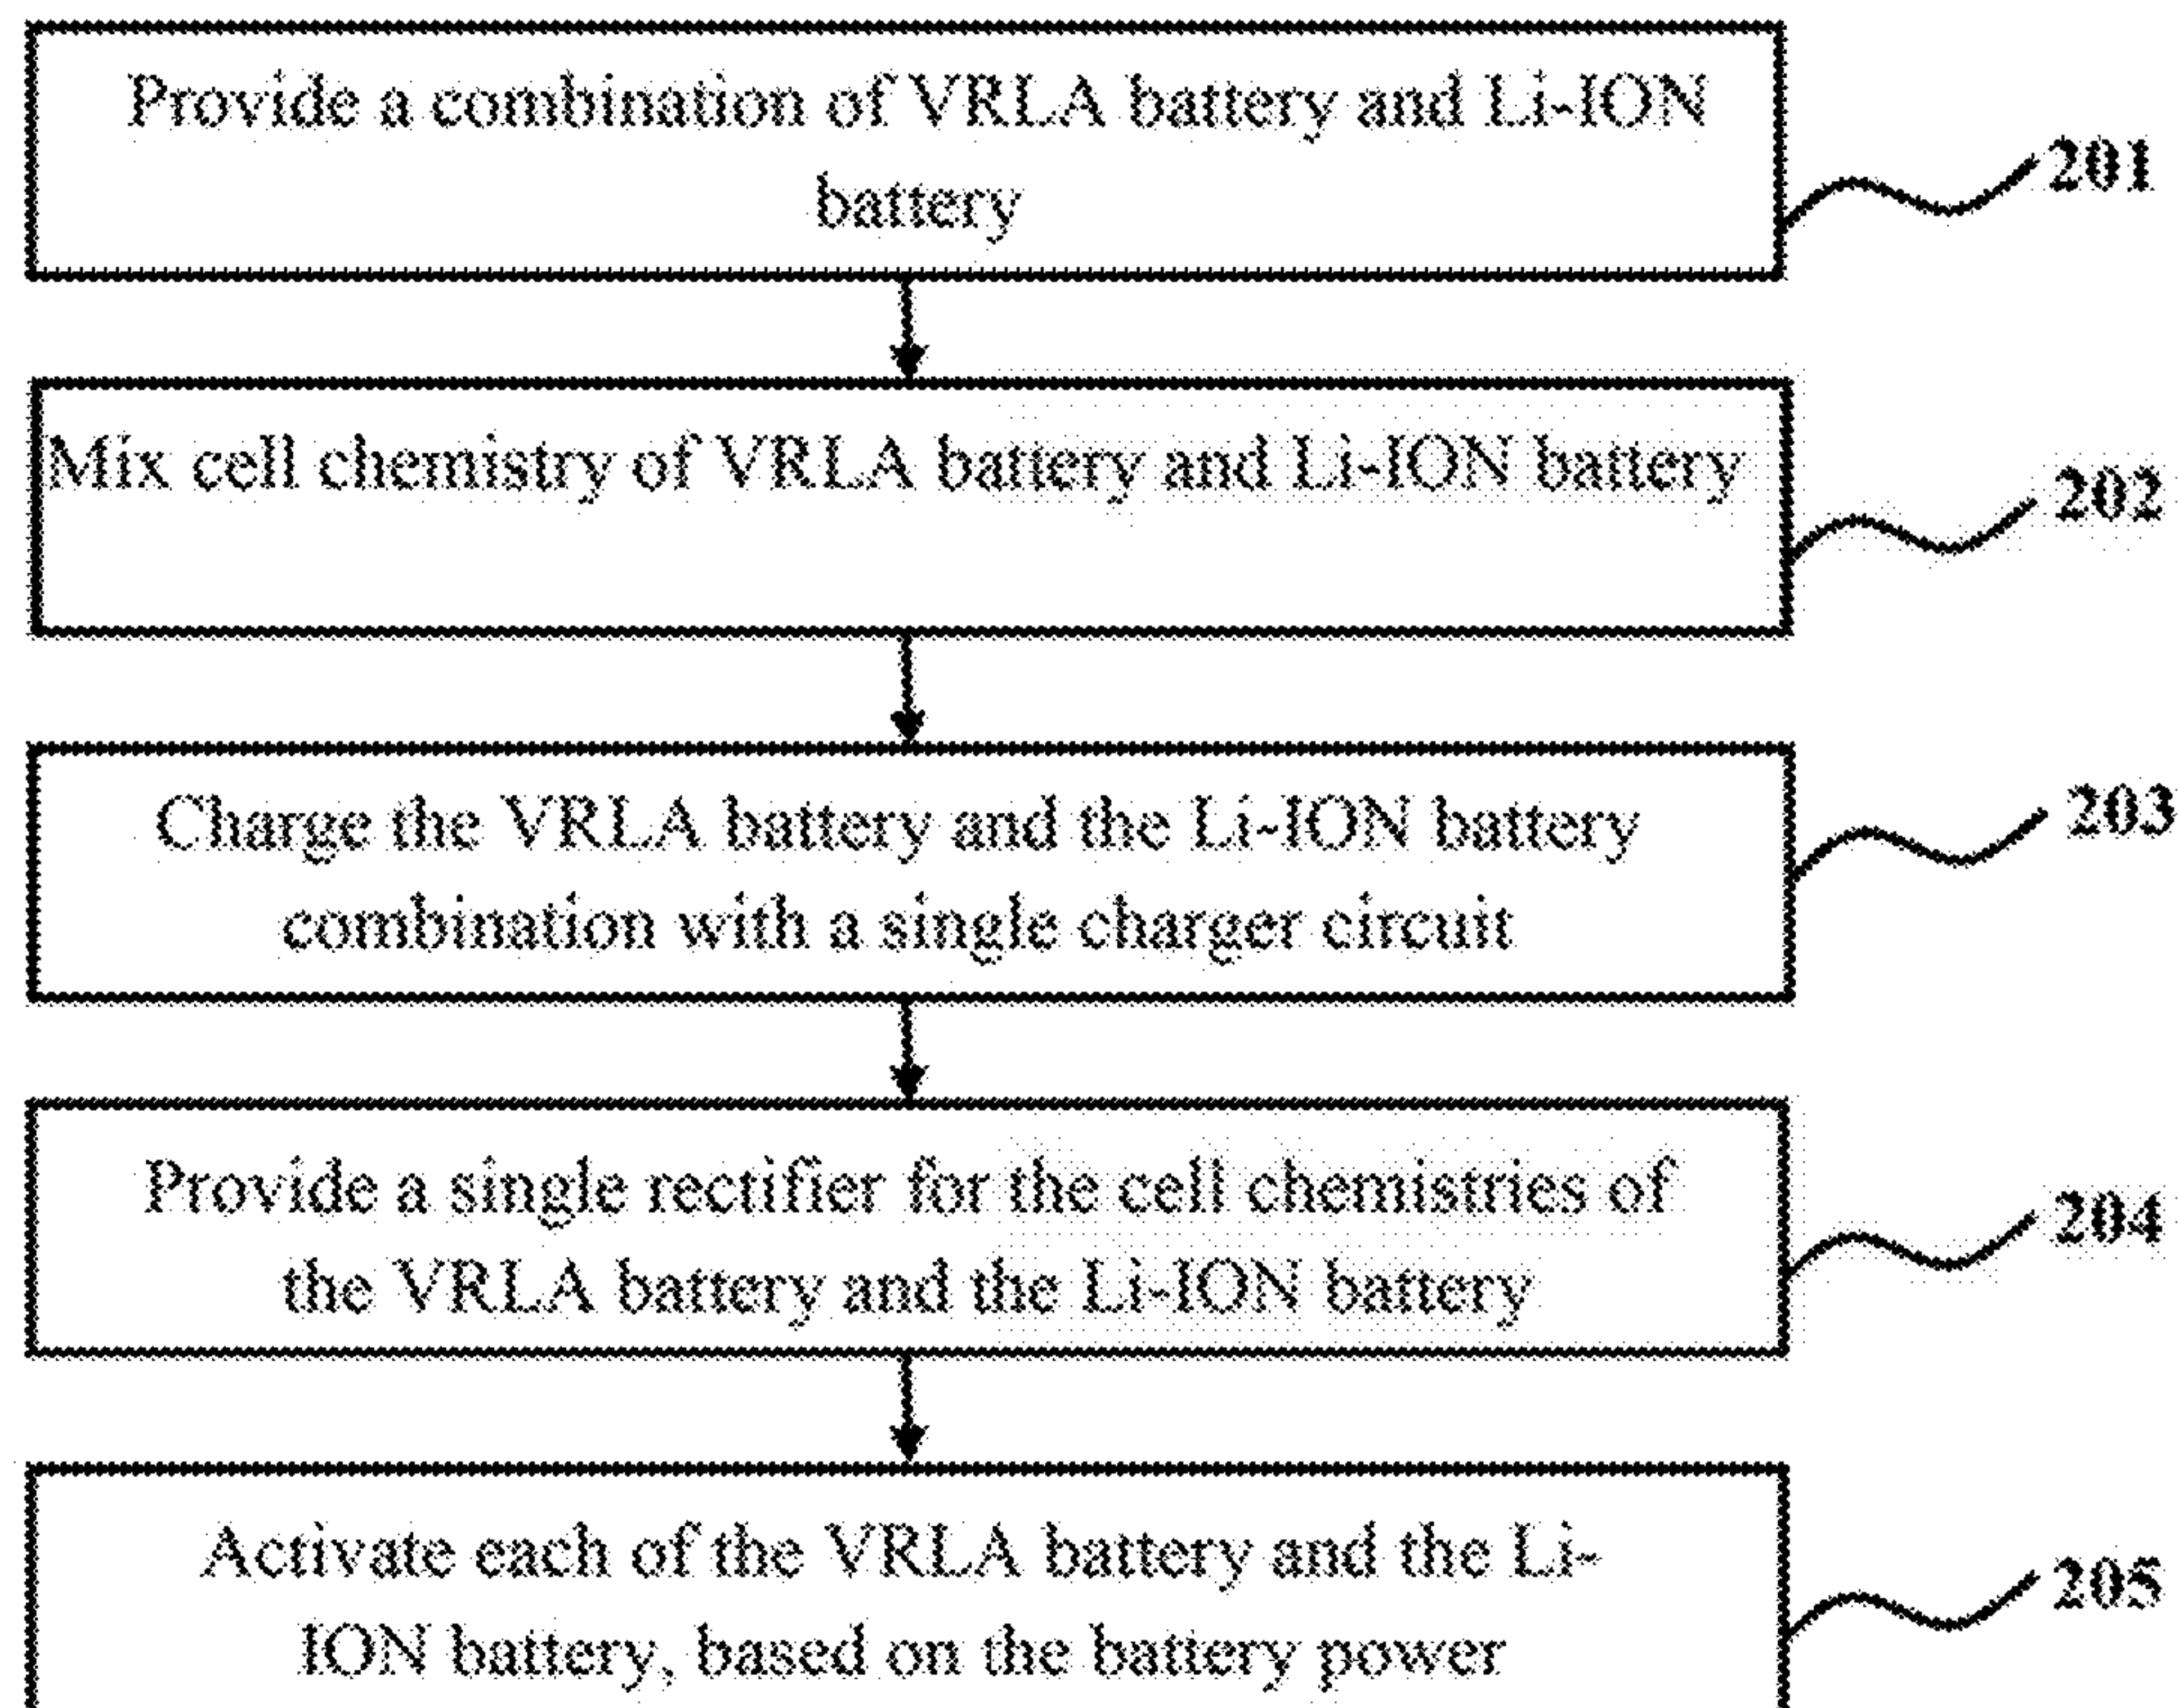 Provide a combination of VRLA battery and Li-ION
battery
201
Mix cell chemistry of VRLA battery and Li-ION battery
202
Charge the VRLA battery and the Li-ION battery
combination with a single charger circuit
203
Provide a single rectifier for the cell chemistries of
the VRLA battery and the Li-ION battery
204
Activate each of the VRLA battery and the Li-
ION battery, based on the battery power
205